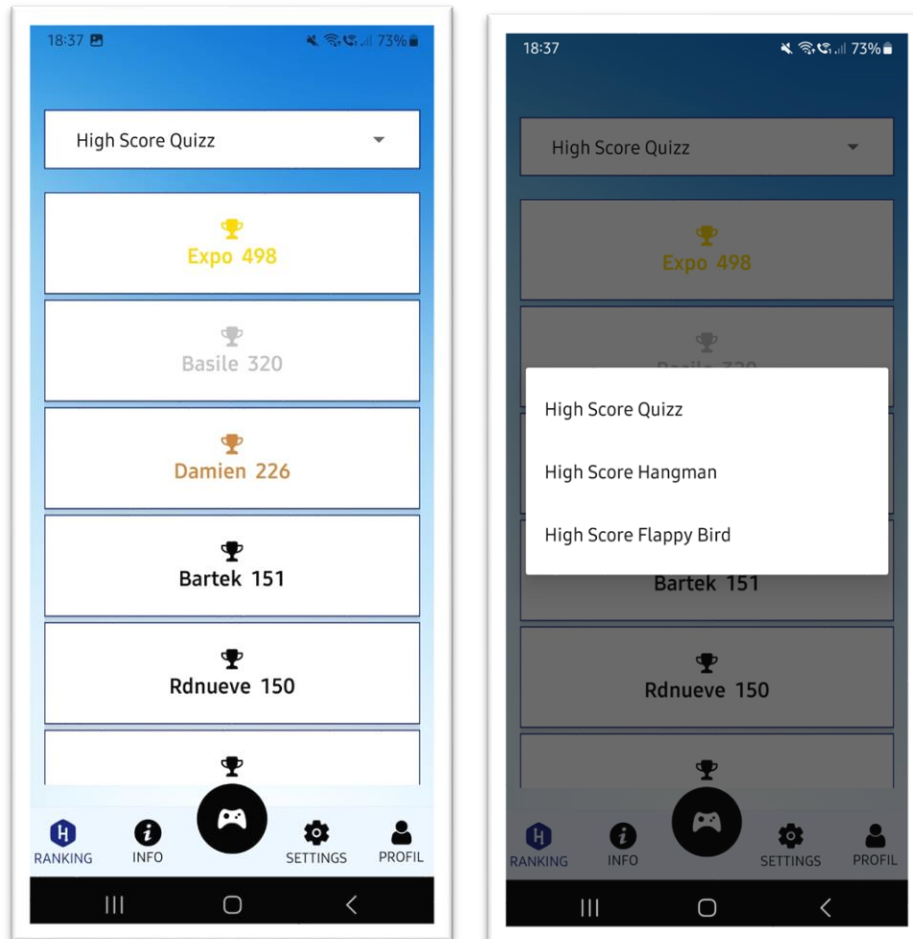 18:37
73%
High Score Quizz
Expo 498
Basile 320
Damien 226
Bartek 151
Rdnueve 150
RANKING
INFO
SETTINGS
PROFIL
18:37
73%
High Score Quizz
Expo 498
Basile 320
High Score Quizz
High Score Hangman
High Score Flappy Bird
Bartek 151
Rdnueve 150
RANKING
INFO
SETTINGS
PROFIL